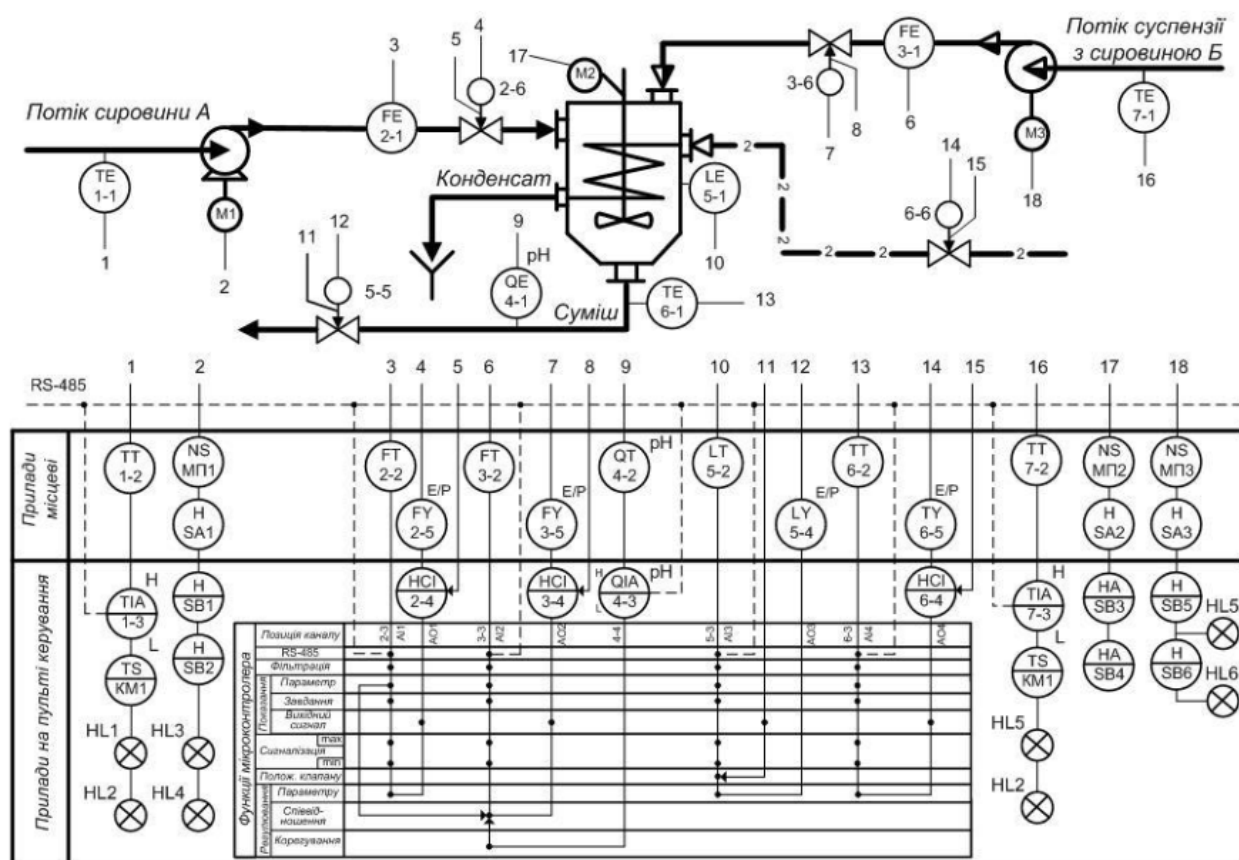 3
5
4
17
M2
FE
3-1
Потік суспензії
з сировиною Б
Потік сировини А
FE
2-1
2-6
3-6
8
6
7
TE
7-1
TE
1-1
M1
Конденсат
LE
5-1
2
2
2
2
2
2
2
M3
18
16
14
15
6-6
1
2
11
12
9
pH
10
QE
4-1
5-5
Суміш
TE
6-1
13
RS-485
1 2 3 4 5 6 7 8 9 10 11 12 13 14 15 16 17 18
Прилади місцеві
TT
1-2
NS
МП1
H
SA1
FT
2-2
E/P
FY
2-5
FT
3-2
E/P
FY
3-5
QT
4-2
pH
LT
5-2
E/P
LY
5-4
TT
6-2
E/P
TY
6-5
TT
7-2
NS
МП2
H
SA2
NS
МП3
H
SA3
Прилади на пульті керування
TIA
1-3
H
L
TS
КМ1
HL1
HL2
H
SB1
H
SB2
HL3
HL4
HCI
2-4
HCI
3-4
H
L
QIA
4-3
pH
HCI
6-4
TIA
7-3
H
L
TS
КМ1
HL5
HL2
HA
SB3
HA
SB4
H
SB5
H
SB6
HL5
HL6
Функції мікроконтролера
Позиція каналу
2-3
AI1
AO1
3-3
AI2
AO2
4-4
5-3
AI3
AO3
6-3
AI4
AO4
RS-485
Фільтрація
Показання
Параметр
Завдання
Вихідний
сигнал
Сигналізація
max
min
Полож. клапану
Регулювання
Параметру
Співвід-
ношення
Корегування